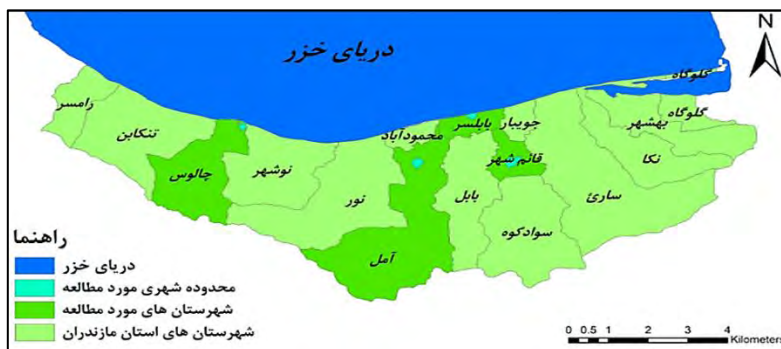 دریای خزر
N
گلوگاه
رامسر
تنکابن
چالوس
نوشهر
نور
محمودآباد
آمل
بابلسر
بابل
جویبار
قائم شهر
سوادکوه
ساری
نکا
بهشهر
گلوگاه
راهنما
دریای خزر
محدوده شهری مورد مطالعه
شهرستان های مورد مطالعه
شهرستان های استان مازندران
0 0.5 1 2 3 4
Kilometers